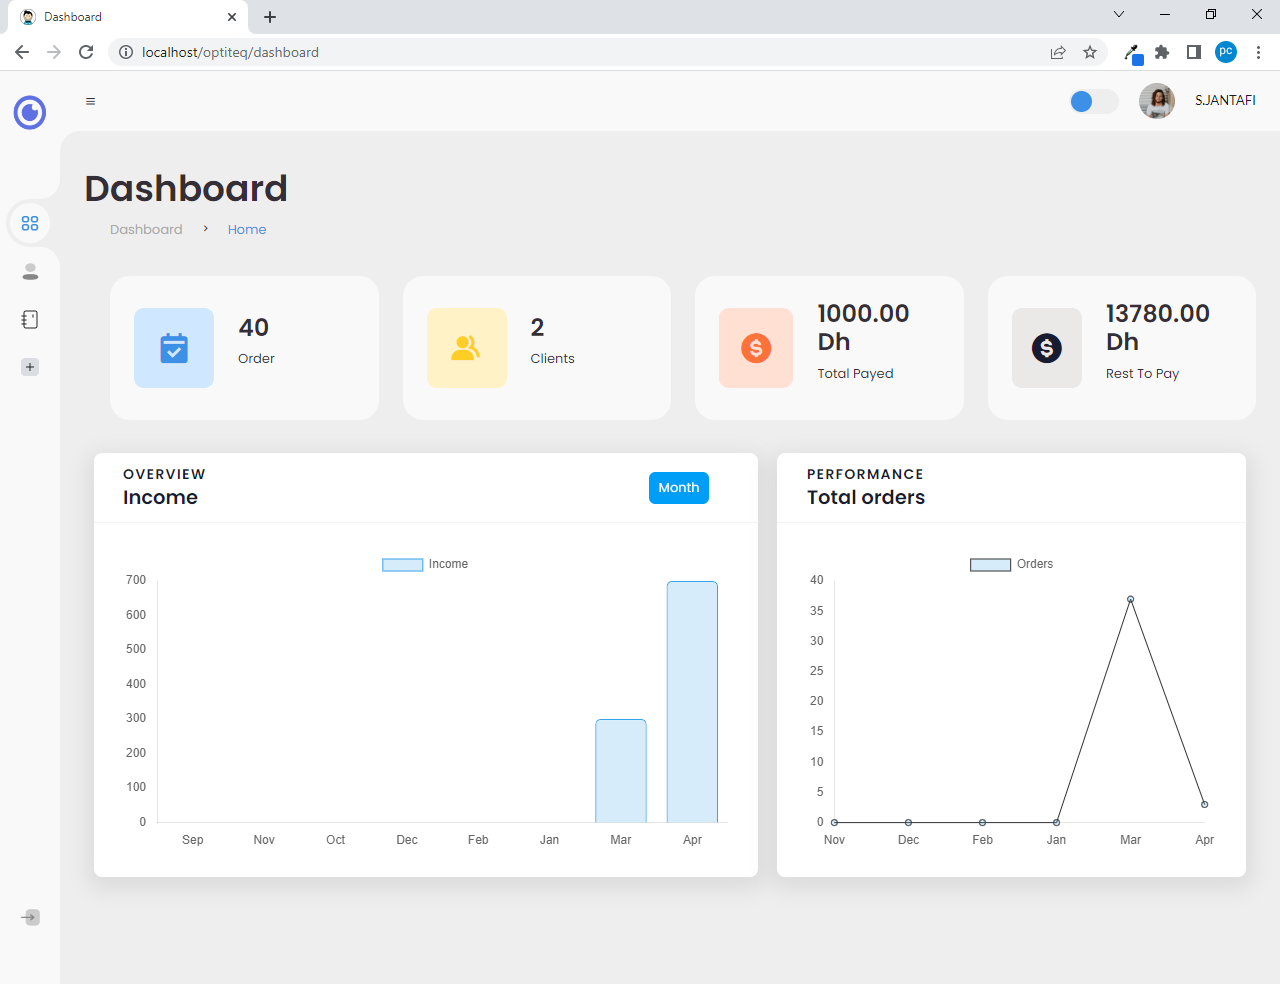 Dashboard
localhost/optiteq/dashboard
pc
S.JANTAFI
Dashboard
Dashboard > Home
40
Order
2
Clients
1000.00
Dh
Total Payed
13780.00
Dh
Rest To Pay
OVERVIEW
Income
Month
Income
700
600
500
400
300
200
100
0
Sep Nov Oct Dec Feb Jan Mar Apr
PERFORMANCE
Total orders
Orders
40
35
30
25
20
15
10
5
0
Nov Dec Feb Jan Mar Apr